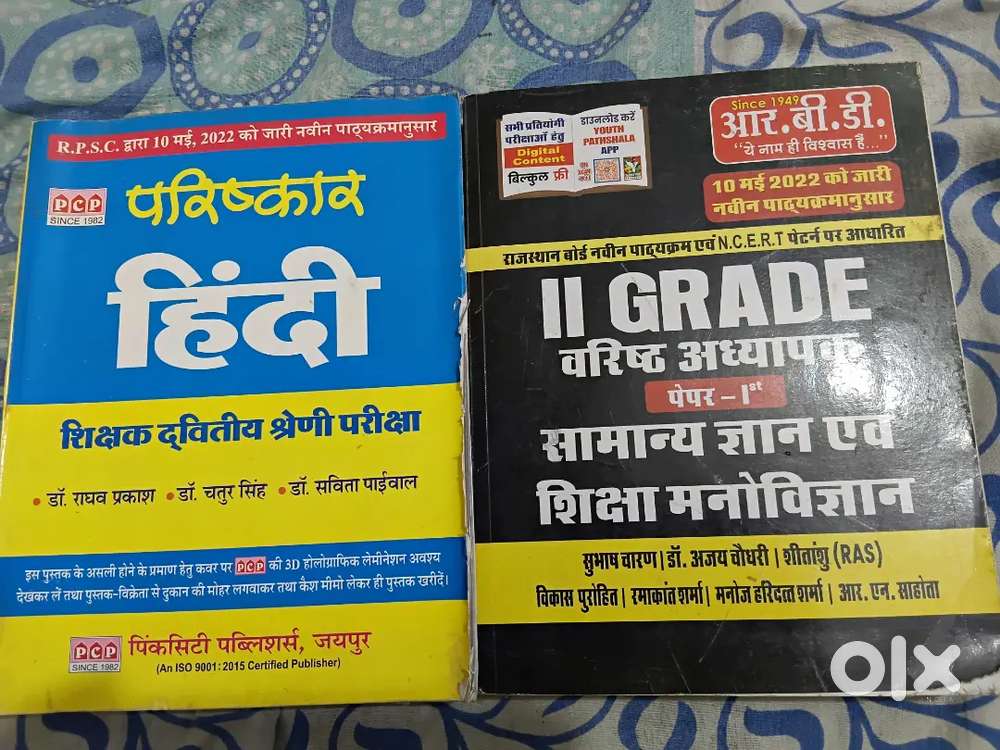 R.P.S.C. द्वारा 10 मई, 2022 को जारी नवीन पाठ्यक्रमानुसार
PCP
SINCE 1982
परिष्कार
हिंदी
शिक्षक द्वितीय श्रेणी परीक्षा
• डॉ. राघव प्रकाश • डॉ. चतुर सिंह • डॉ. सविता पाईवाल
इस पुस्तक के असली होने के प्रमाण हेतु कवर पर PCP की 3D होलोग्राफिक लेमीनेशन अवश्य
देखकर लें तथा पुस्तक-विक्रेता से दुकान की मोहर लगवाकर तथा कैश मीमो लेकर ही पुस्तक खरीदें।
PCP
SINCE 1982
पिंकसिटी पब्लिशर्स, जयपुर
(An ISO 9001 : 2015 Certified Publisher)
सभी प्रतियोगी
परीक्षाओं हेतु
Digital
Content
बिल्कुल फ्री
डाउनलोड करें
YOUTH
PATHSHALA
APP
Since 1949
आर.बी.डी.
"ये नाम ही विश्वास है..."
10 मई 2022 को जारी
नवीन पाठ्यक्रमानुसार
राजस्थान बोर्ड नवीन पाठ्यक्रम एवं N.C.E.R.T पेटर्न पर आधारित
II GRADE
वरिष्ठ अध्यापक
पेपर – Ist
सामान्य ज्ञान एवं
शिक्षा मनोविज्ञान
सुभाष चारण | डॉ. अजय चौधरी | शीतांशु (RAS)
विकास पुरोहित | रमाकांत शर्मा | मनोज हरिदत्त शर्मा | आर. एन. साहोता
olx